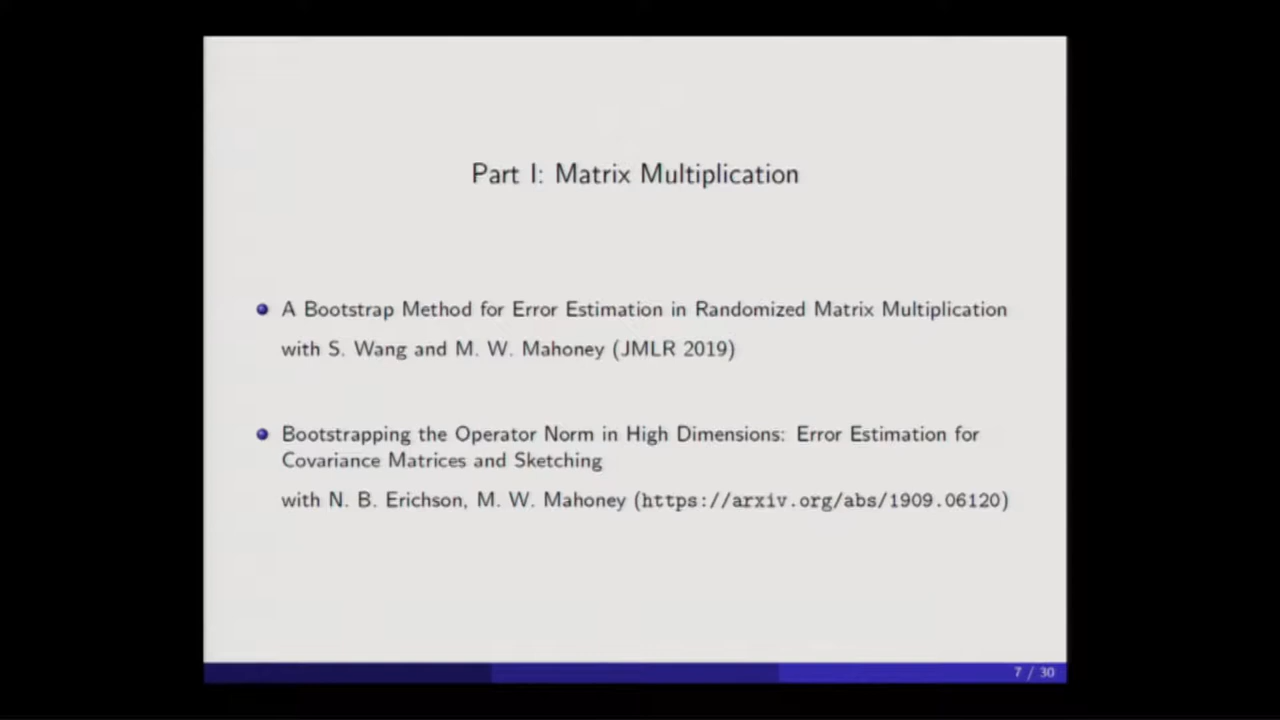 Part I: Matrix Multiplication
A Bootstrap Method for Error Estimation in Randomized Matrix Multiplication
with S. Wang and M. W. Mahoney (JMLR 2019)
Bootstrapping the Operator Norm in High Dimensions: Error Estimation for
Covariance Matrices and Sketching
with N. B. Erichson, M. W. Mahoney (https://arxiv.org/abs/1909.06120)
7 / 30